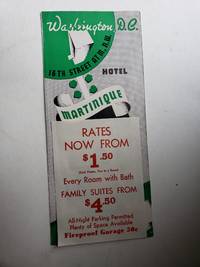 Washington D.C.
16TH STREET AT M, N.W.
HOTEL
MARTINIQUE
RATES
NOW FROM
$1.50
Every Room with Bath
FAMILY SUITES FROM
$4.50
All-Night Parking Permitted
Plenty of Space Available
Fireproof Garage 50c